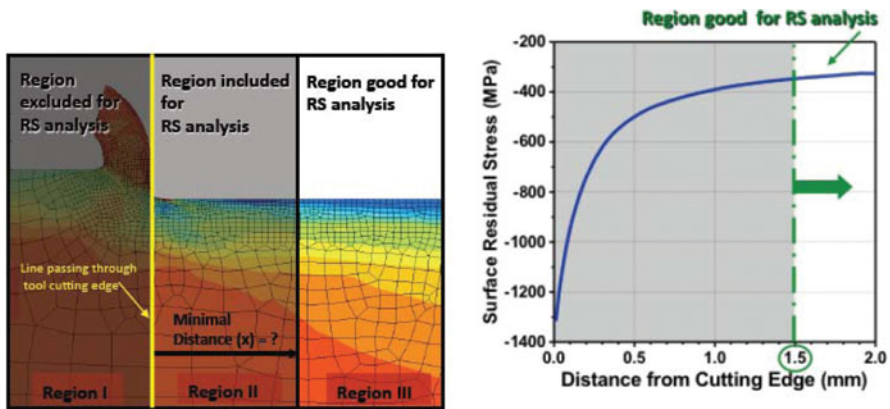 Region
excluded for
RS analysis
Region included
for
RS analysis
Region good for
RS analysis
Line passing through
tool cutting edge
Minimal
Distance (x) = ?
Region I
Region II
Region III
Region good for RS analysis
Surface Residual Stress (MPa)
-200
-400
-600
-800
-1000
-1200
-1400
0.0
0.5
1.0
1.5
2.0
Distance from Cutting Edge (mm)